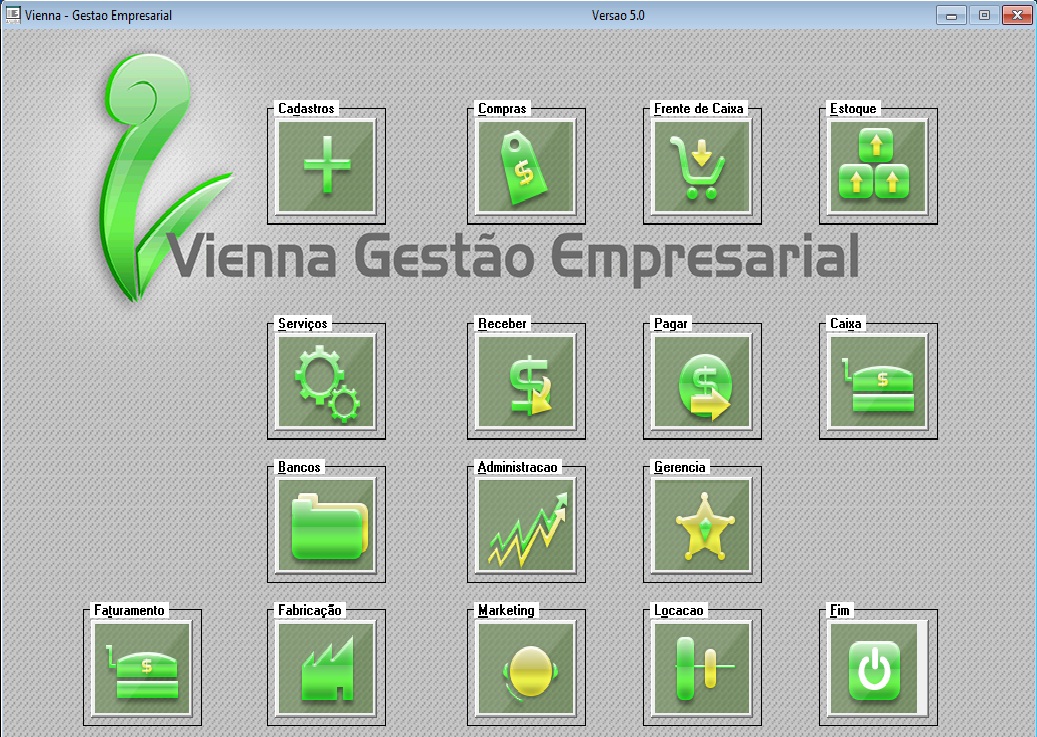 Vienna - Gestao Empresarial
Versao 5.0
Cadastros
Compras
Frente de Caixa
Estoque
$
Vienna Gestão Empresarial
Serviços
Receber
Pagar
Caixa
$
$
$
Bancos
Administracao
Gerencia
Faturamento
Fabricação
Marketing
Locacao
Fim
$